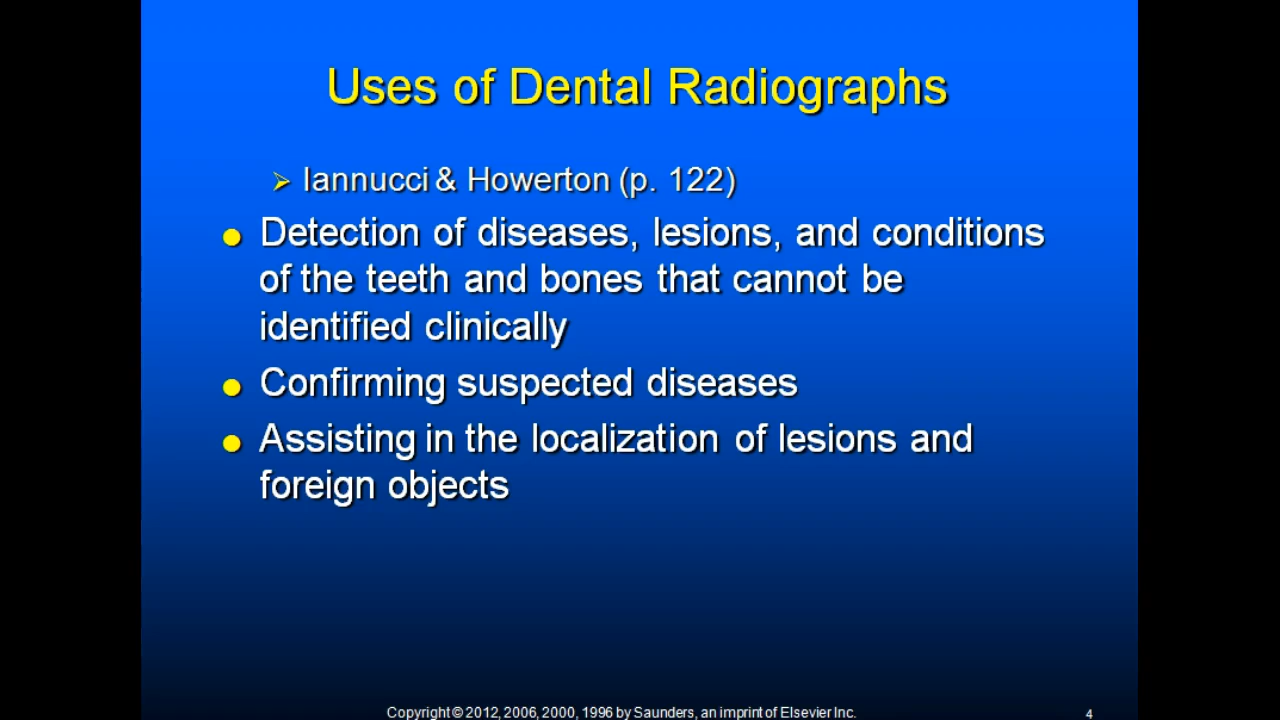 Uses of Dental Radiographs
➢ Iannucci & Howerton (p. 122)
● Detection of diseases, lesions, and conditions
of the teeth and bones that cannot be
identified clinically
● Confirming suspected diseases
● Assisting in the localization of lesions and
foreign objects
Copyright © 2012, 2006, 2000, 1996 by Saunders, an imprint of Elsevier Inc.
4